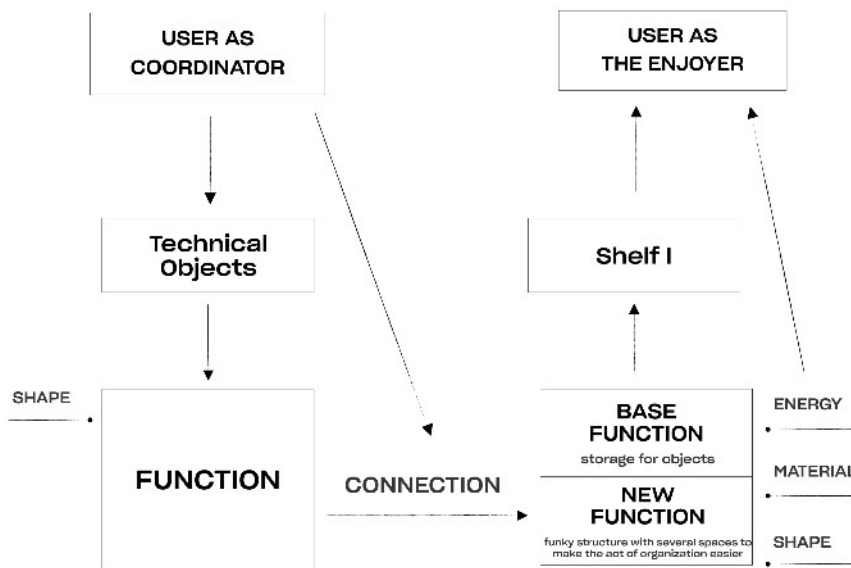 USER AS
COORDINATOR
USER AS
THE ENJOYER
Technical
Objects
Shelf I
SHAPE
FUNCTION
CONNECTION
BASE
FUNCTION
storage for objects
NEW
FUNCTION
funky structure with several spaces to
make the act of organization easier
ENERGY
MATERIAL
SHAPE